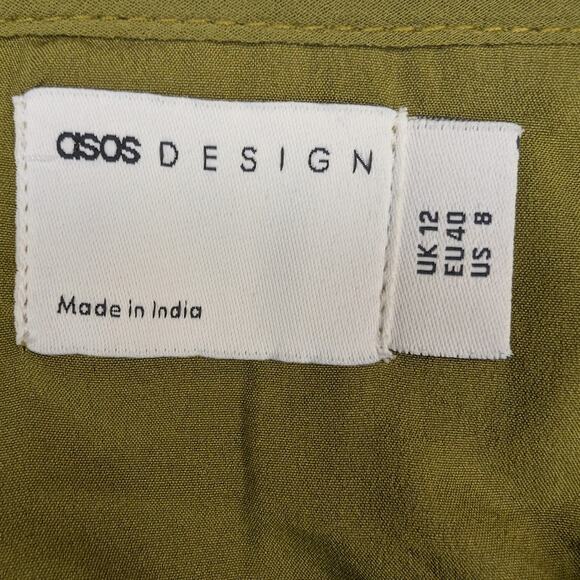 asos DESIGN
Made in India
UK 12
EU 40
US 8